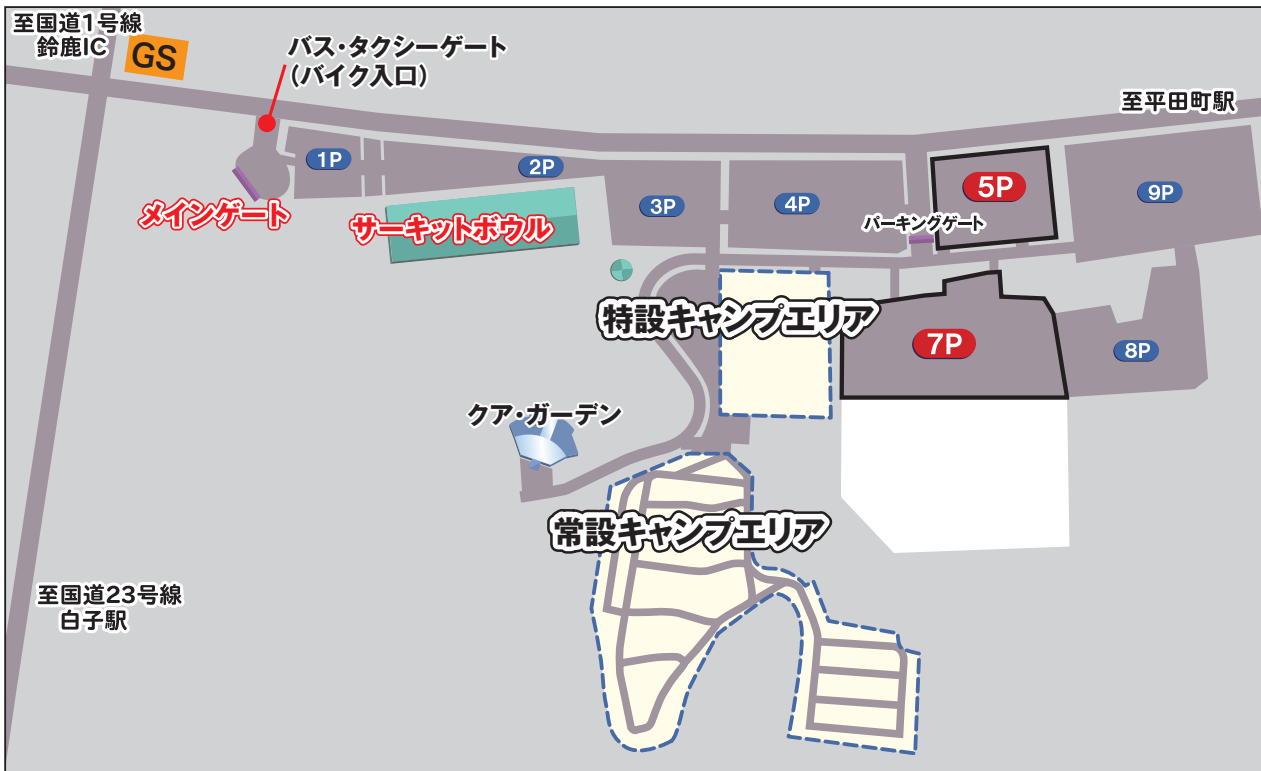 至国道1号線
鈴鹿IC
GS
バス・タクシーゲート
(バイク入口)
至平田町駅
1P
2P
3P
4P
5P
9P
メインゲート
サーキットボウル
パーキングゲート
特設キャンプエリア
7P
8P
クア・ガーデン
常設キャンプエリア
至国道23号線
白子駅